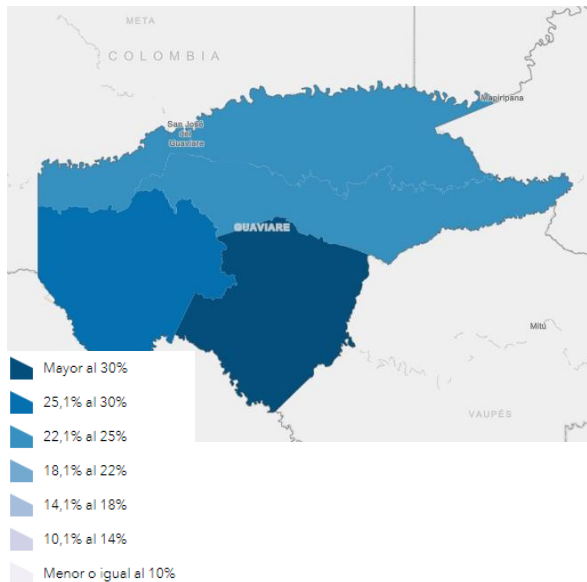 META
COLOMBIA
Mapiripana
San José
del
Guaviare
GUAVIARE
Mitú
VAUPÉS
Mayor al 30%
25,1% al 30%
22,1% al 25%
18,1% al 22%
14,1% al 18%
10,1% al 14%
Menor o igual al 10%